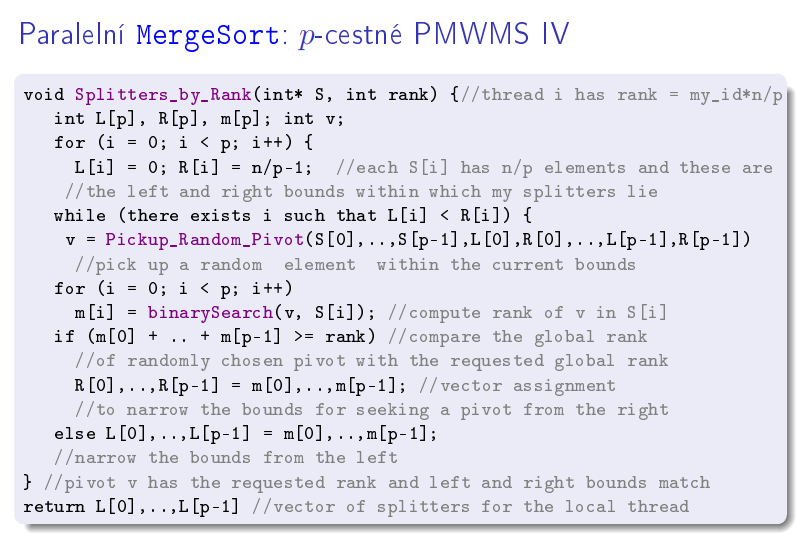 Paralelní MergeSort: p-cestné PMWMS IV
void Splitters_by_Rank(int* S, int rank) {//thread i has rank = my_id*n/p
int L[p], R[p], m[p]; int v;
for (i = 0; i < p; i++) {
L[i] = 0; R[i] = n/p-1; //each S[i] has n/p elements and these are
//the left and right bounds within which my splitters lie
while (there exists i such that L[i] < R[i]) {
v = Pickup_Random_Pivot(S[0],..,S[p-1],L[0],R[0],..,L[p-1],R[p-1])
//pick up a random element within the current bounds
for (i = 0; i < p; i++)
m[i] = binarySearch(v, S[i]); //compute rank of v in S[i]
if (m[0] + .. + m[p-1] >= rank) //compare the global rank
//of randomly chosen pivot with the requested global rank
R[0],..,R[p-1] = m[0],..,m[p-1]; //vector assignment
//to narrow the bounds for seeking a pivot from the right
else L[0],..,L[p-1] = m[0],..,m[p-1];
//narrow the bounds from the left
} //pivot v has the requested rank and left and right bounds match
return L[0],..,L[p-1] //vector of splitters for the local thread